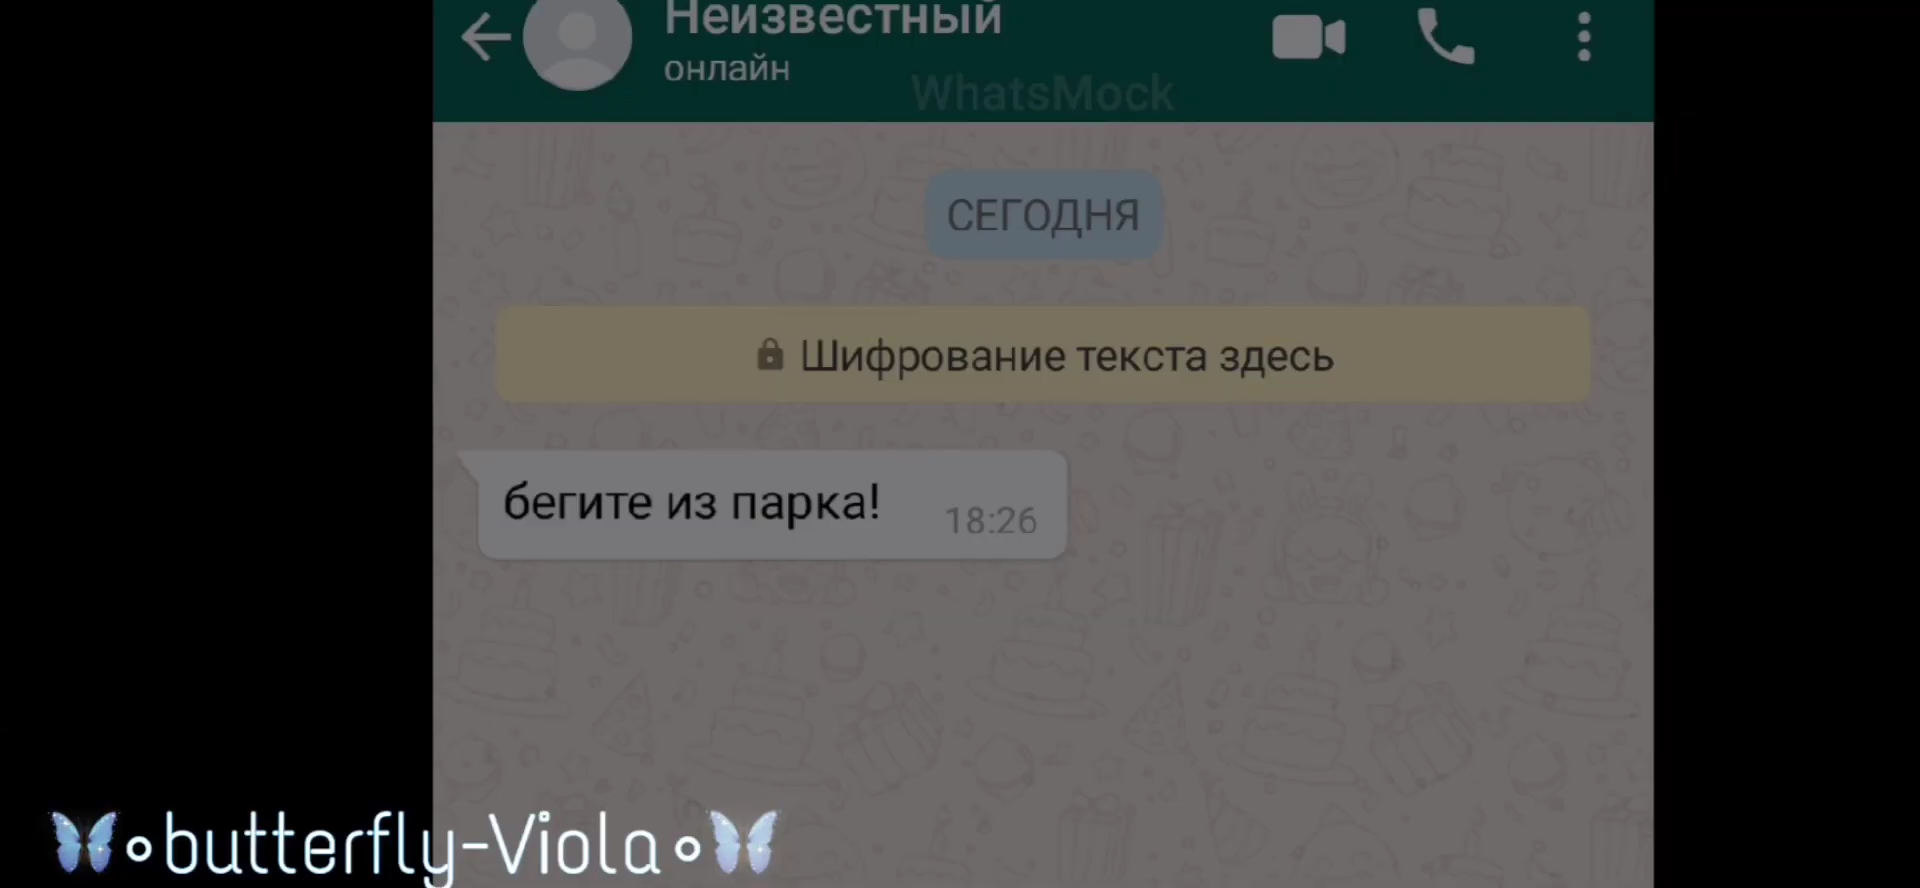 Неизвестный
онлайн
WhatsMock
СЕГОДНЯ
Шифрование текста здесь
бегите из парка!
18:26
🦋∘butterfly-Viola∘🦋